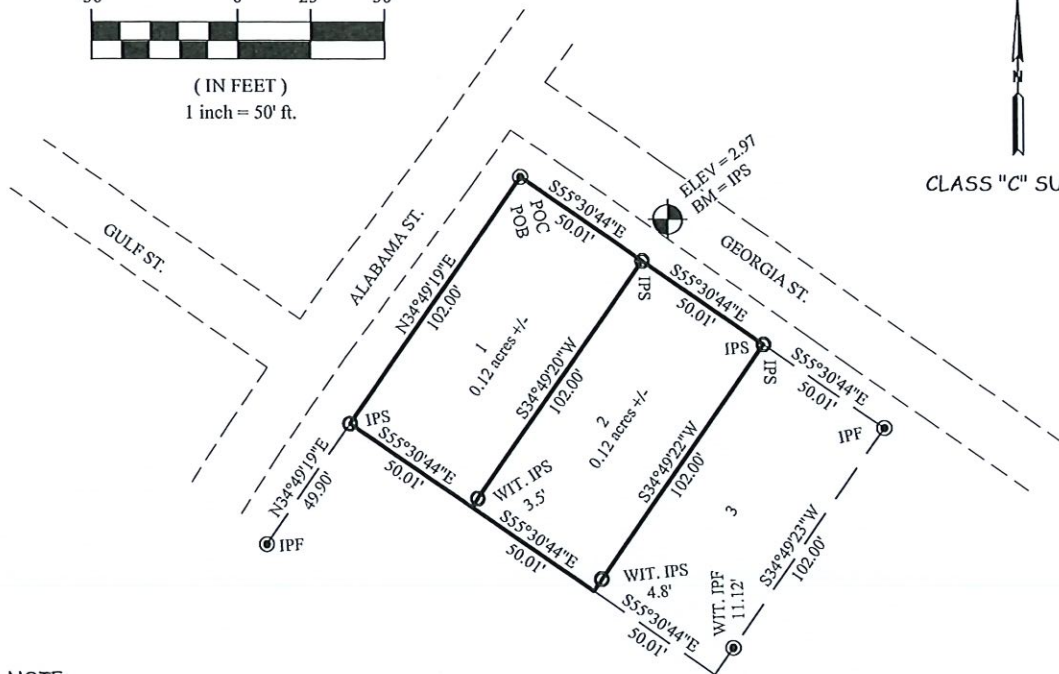 ( IN FEET )
1 inch = 50' ft.
N
CLASS "C" SU
ELEV = 2.97
BM = IPS
GULF ST.
ALABAMA ST.
GEORGIA ST.
POC
POB
S55°30'44"E
50.01'
IPS
S55°30'44"E
50.01'
IPS
IPS
S55°30'44"E
50.01'
IPF
N34°49'19"E
102.00'
1
0.12 acres +/-
S34°49'20"W
102.00'
2
0.12 acres +/-
S34°49'22"W
102.00'
3
S34°49'23"W
102.00'
IPS
N34°49'19"E
49.90'
IPF
S55°30'44"E
50.01'
WIT. IPS
3.5'
S55°30'44"E
50.01'
WIT. IPS
4.8'
S55°30'44"E
50.01'
WIT. IPF
11.12'